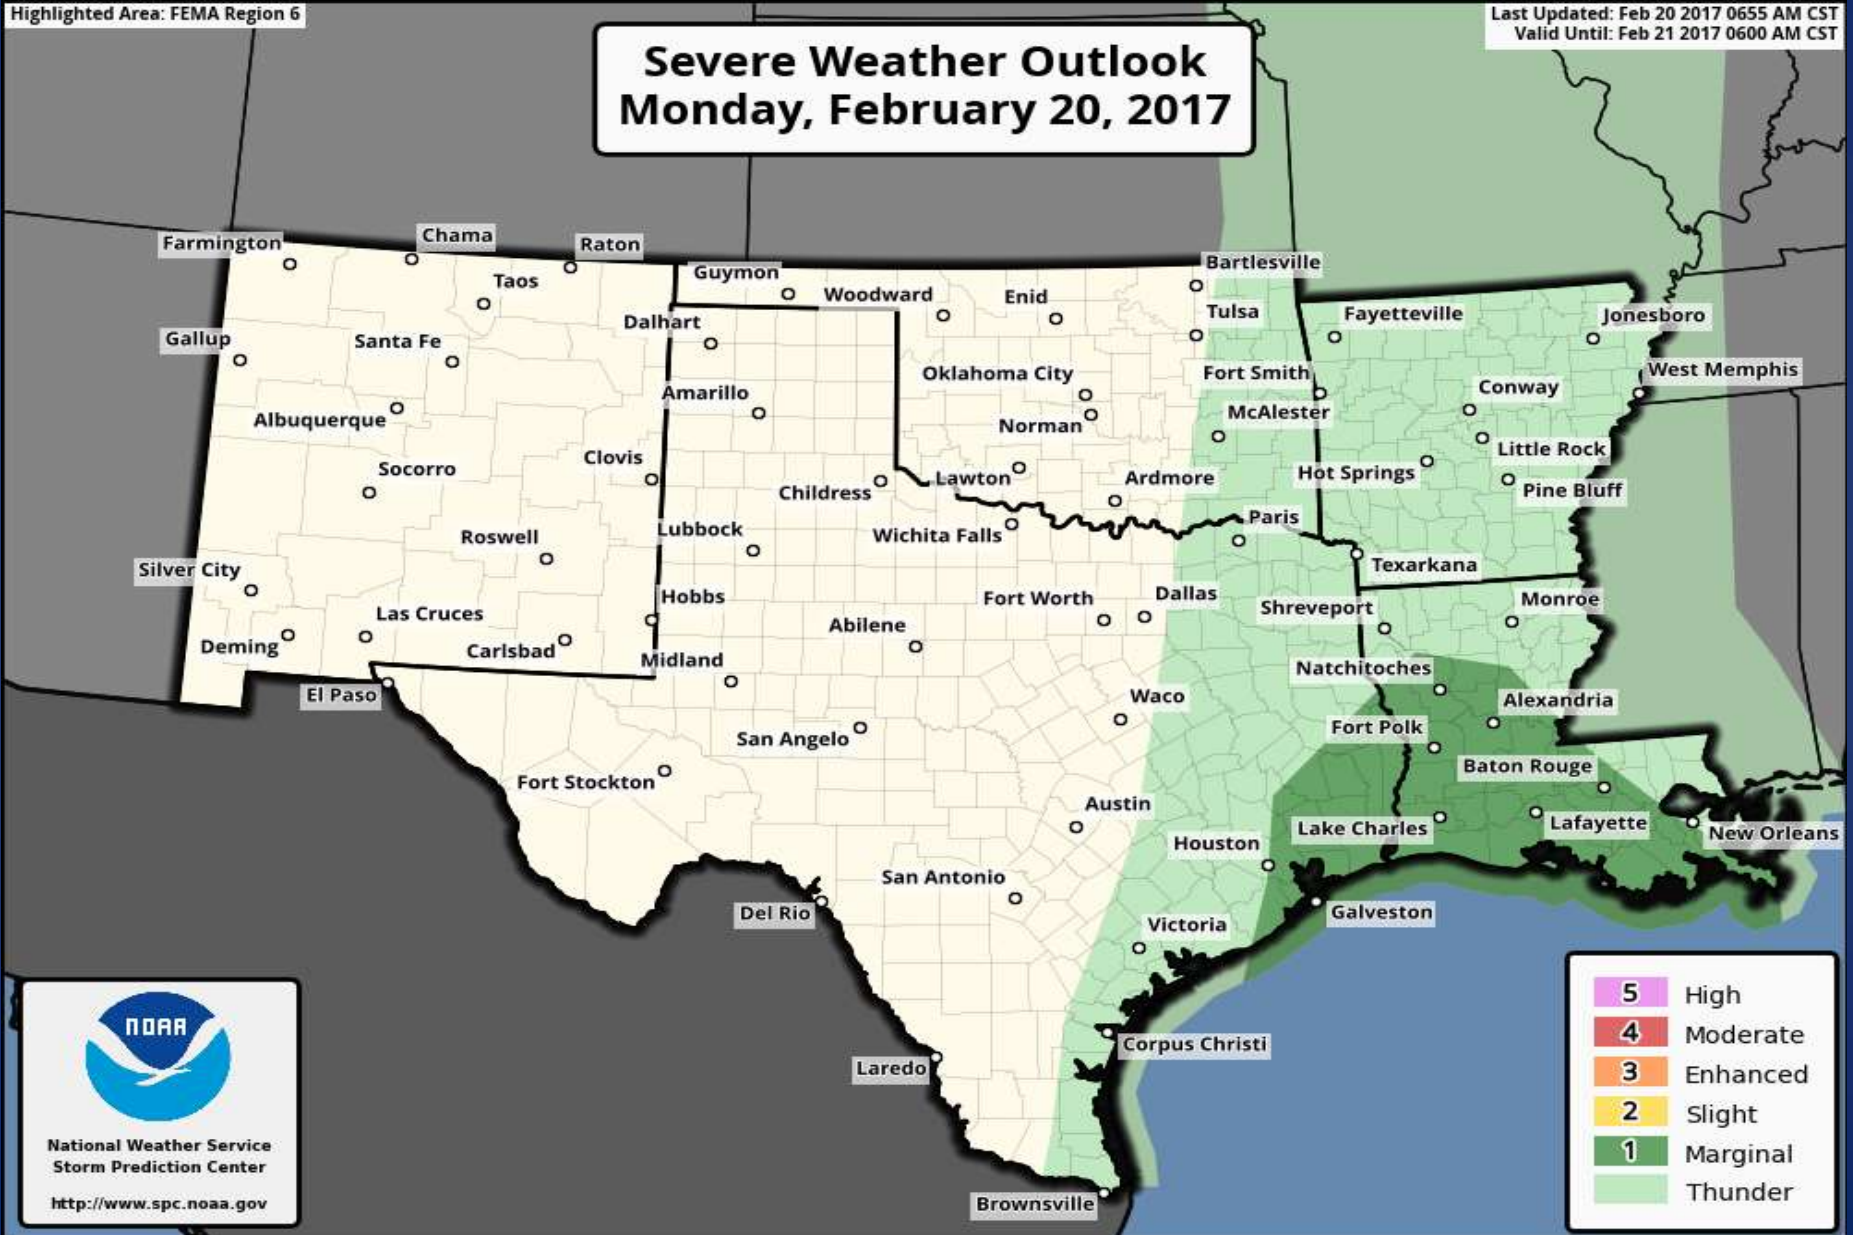 Highlighted Area: FEMA Region 6
Last Updated: Feb 20 2017 0655 AM CST
Valid Until: Feb 21 2017 0600 AM CST
Severe Weather Outlook
Monday, February 20, 2017
Farmington
Chama
Raton
Taos
Guymon
Woodward
Enid
Bartlesville
Tulsa
Fayetteville
Jonesboro
Gallup
Santa Fe
Dalhart
Oklahoma City
Fort Smith
West Memphis
Albuquerque
Amarillo
Norman
McAlester
Conway
Little Rock
Socorro
Clovis
Childress
Lawton
Ardmore
Hot Springs
Pine Bluff
Roswell
Lubbock
Wichita Falls
Paris
Texarkana
Silver City
Las Cruces
Hobbs
Fort Worth
Dallas
Shreveport
Monroe
Deming
Carlsbad
Midland
Abilene
Natchitoches
El Paso
San Angelo
Waco
Fort Polk
Alexandria
Fort Stockton
Austin
Baton Rouge
Houston
Lake Charles
Lafayette
New Orleans
Del Rio
San Antonio
Victoria
Galveston
Laredo
Corpus Christi
Brownsville
NOAA
National Weather Service
Storm Prediction Center
http://www.spc.noaa.gov
5 High
4 Moderate
3 Enhanced
2 Slight
1 Marginal
Thunder